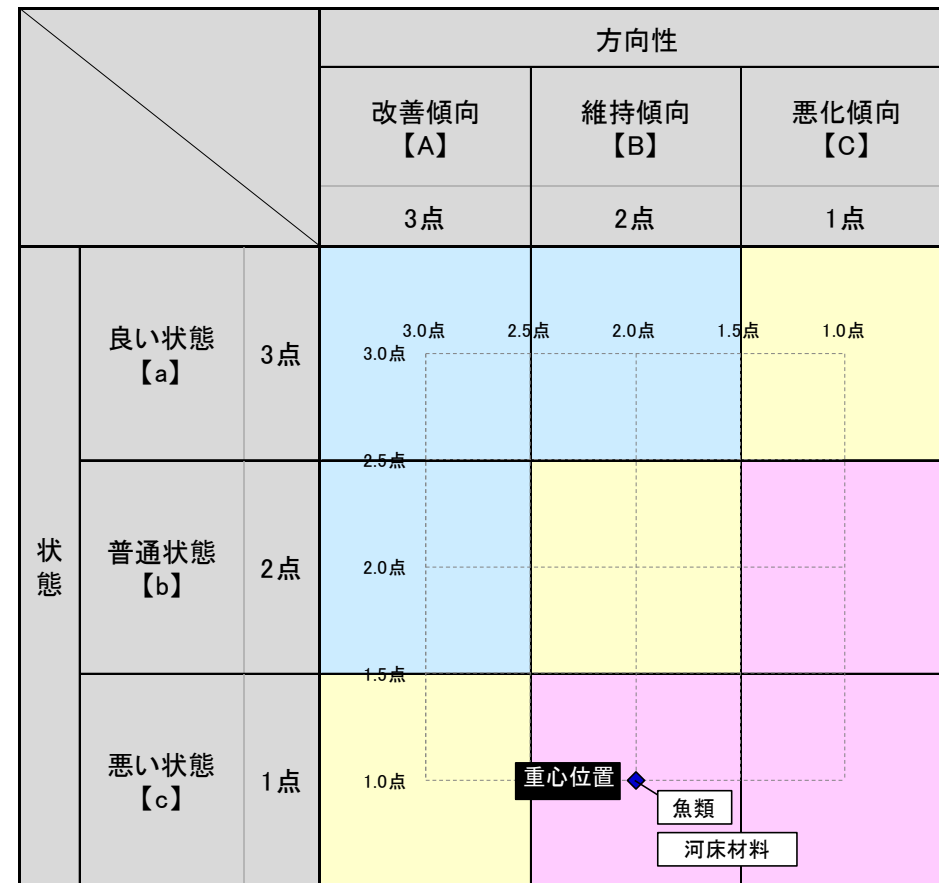 方向性
改善傾向
【A】
維持傾向
【B】
悪化傾向
【C】
3点
2点
1点
状態
良い状態
【a】
3点
3.0点
2.5点
2.0点
1.5点
1.0点
3.0点
2.5点
普通状態
【b】
2点
2.0点
1.5点
悪い状態
【c】
1点
1.0点
重心位置
魚類
河床材料